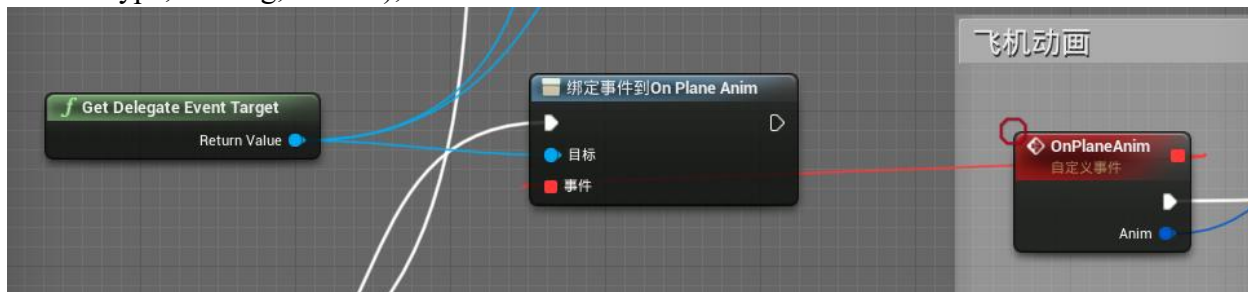 飞机动画
Get Delegate Event Target
Return Value
绑定事件到On Plane Anim
目标
事件
OnPlaneAnim
自定义事件
Anim